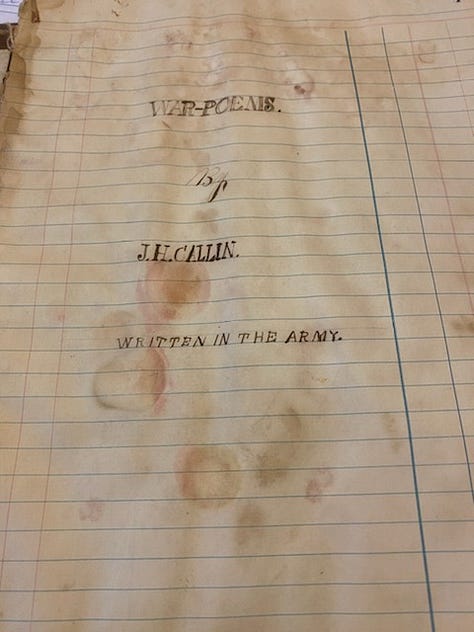 WAR-POEMS.
By
J.H.CALLIN.
WRITTEN IN THE ARMY.